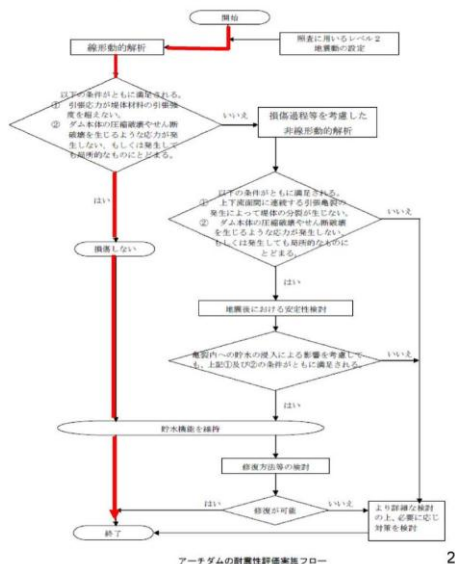 開始
線形動的解析
照査に用いるレベル2
地震動の設定
以下の条件がともに満足される。
① 引張応力が堤体材料の引張強
度を超えない。
② ダム本体の圧縮破壊やせん断
破壊を生じるような応力が発
生しない、もしくは発生して
も局所的なものにとどまる。
いいえ
損傷過程等を考慮した
非線形動的解析
はい
以下の条件がともに満足される。
① 上下流面間に連続する引張亀裂の
発生によって堤体の分裂が生じない。
② ダム本体の圧縮破壊やせん断破壊
を生じるような応力が発生しない。
もしくは発生しても局所的なものに
とどまる。
いいえ
損傷しない
はい
地震後における安定性検討
亀裂内への貯水の浸入による影響を考慮して
も、上記①及び②の条件がともに満足される。
いいえ
はい
貯水機能を維持
修復方法等の検討
はい
修復が可能
いいえ
より詳細な検討
の上、必要に応じ
対策を検討
終了
アーチダムの耐震性評価実施フロー
2